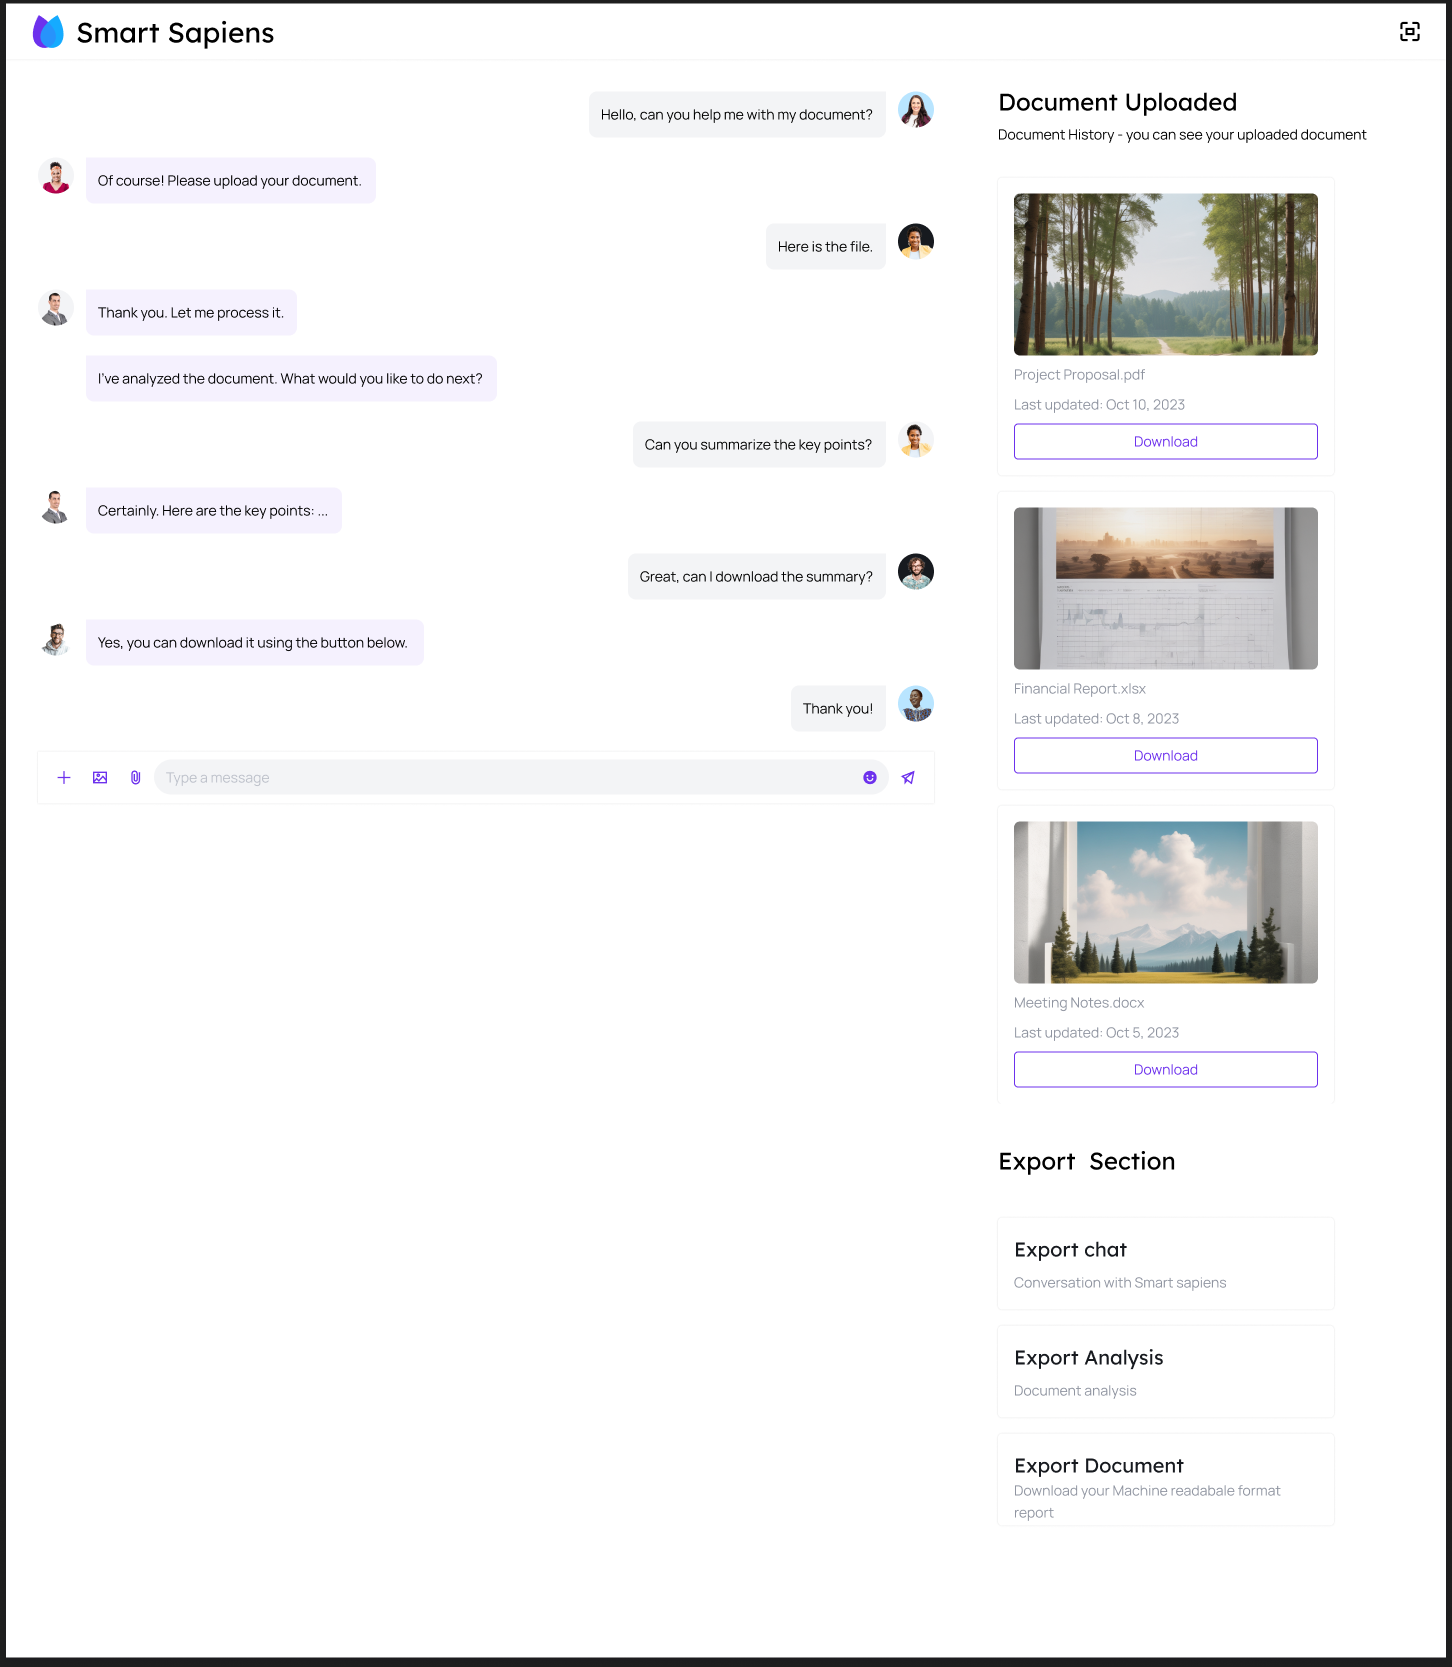 Smart Sapiens
Hello, can you help me with my document?
Of course! Please upload your document.
Here is the file.
Thank you. Let me process it.
I've analyzed the document. What would you like to do next?
Can you summarize the key points?
Certainly. Here are the key points: ...
Great, can I download the summary?
Yes, you can download it using the button below.
Thank you!
Type a message
Document Uploaded
Document History - you can see your uploaded document
Project Proposal.pdf
Last updated: Oct 10, 2023
Download
Financial Report.xlsx
Last updated: Oct 8, 2023
Download
Meeting Notes.docx
Last updated: Oct 5, 2023
Download
Export  Section
Export chat
Conversation with Smart sapiens
Export Analysis
Document analysis
Export Document
Download your Machine readabale format
report